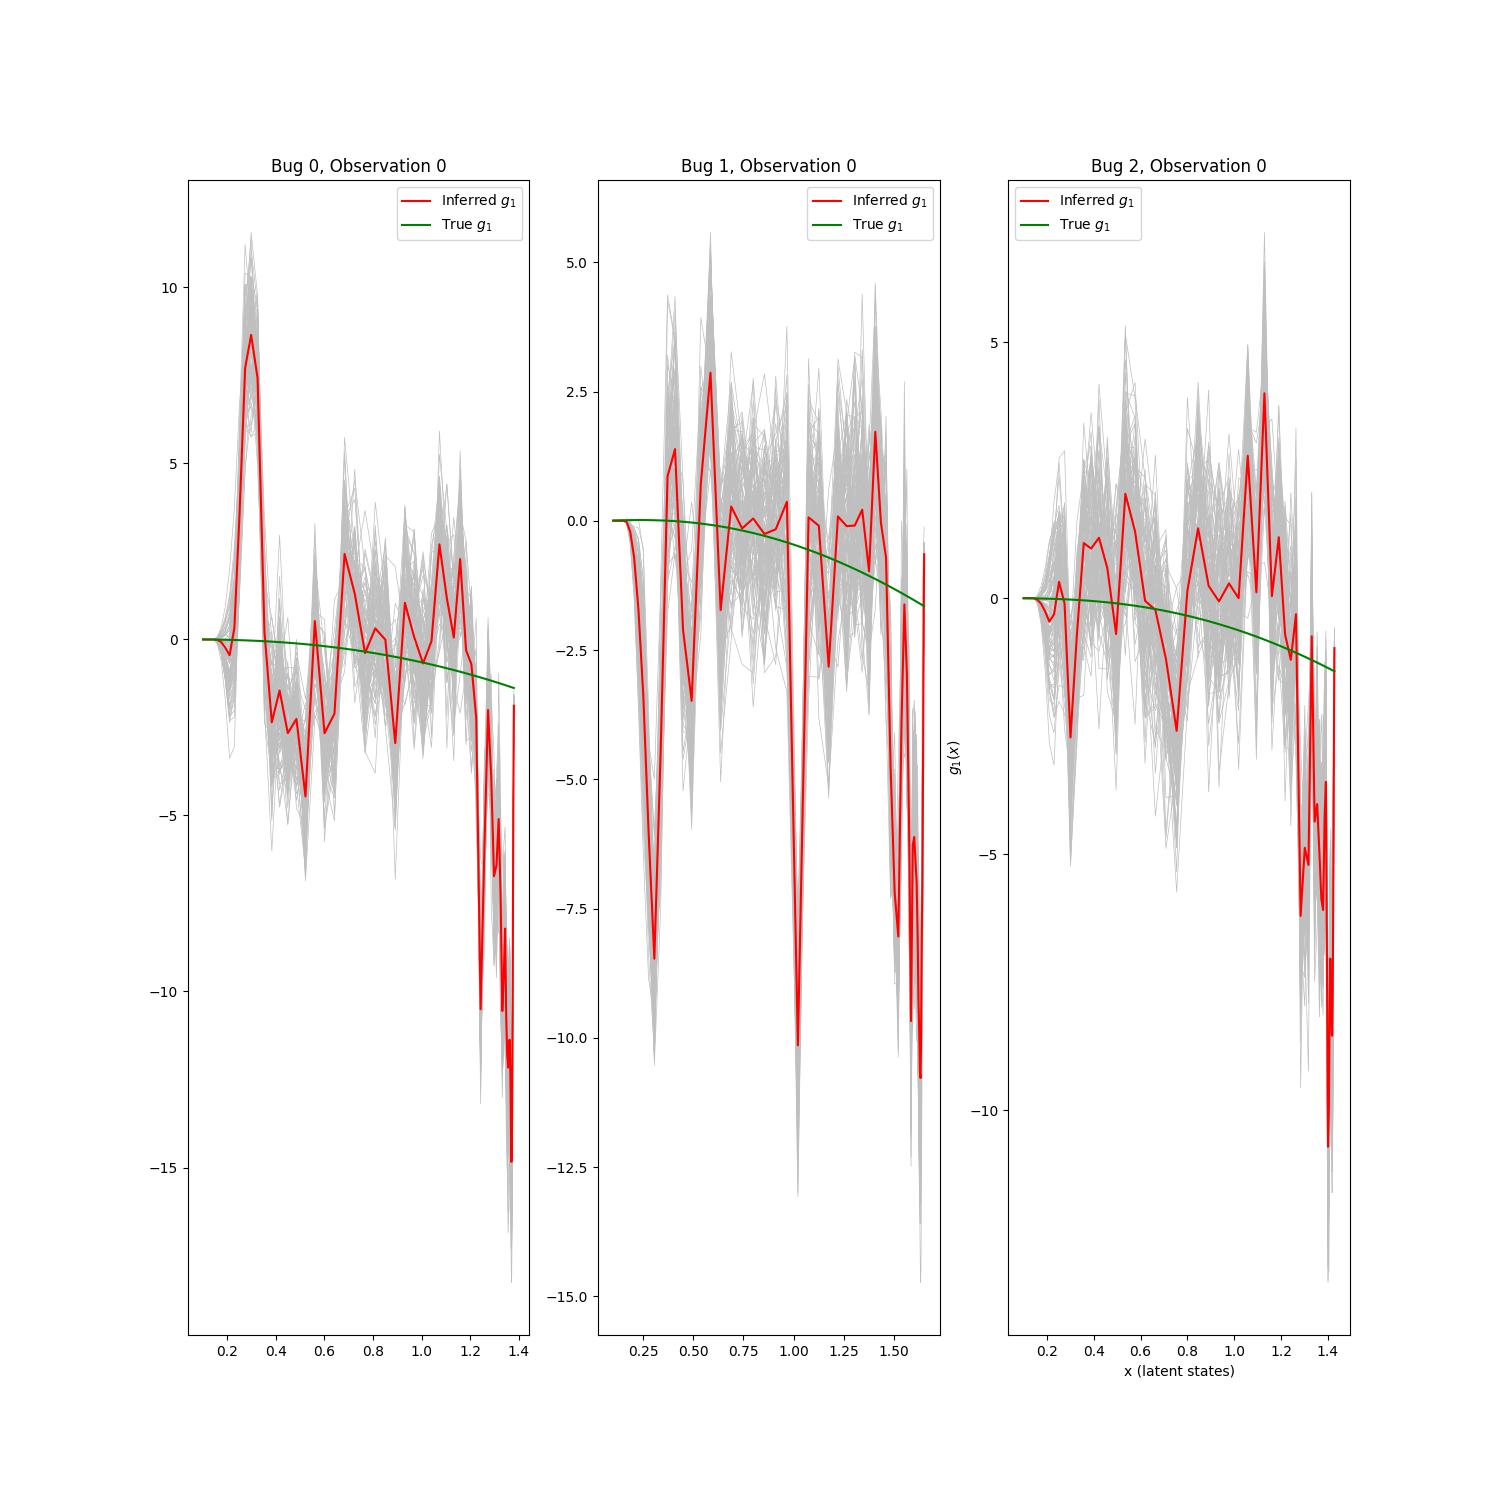 Bug 0, Observation 0
Inferred g₁
True g₁
10
5
0
−5
−10
−15
0.2 0.4 0.6 0.8 1.0 1.2 1.4
Bug 1, Observation 0
Inferred g₁
True g₁
5.0
2.5
0.0
−2.5
−5.0
−7.5
−10.0
−12.5
−15.0
0.25 0.50 0.75 1.00 1.25 1.50
Bug 2, Observation 0
Inferred g₁
True g₁
g₁(x)
5
0
−5
−10
0.2 0.4 0.6 0.8 1.0 1.2 1.4
x (latent states)